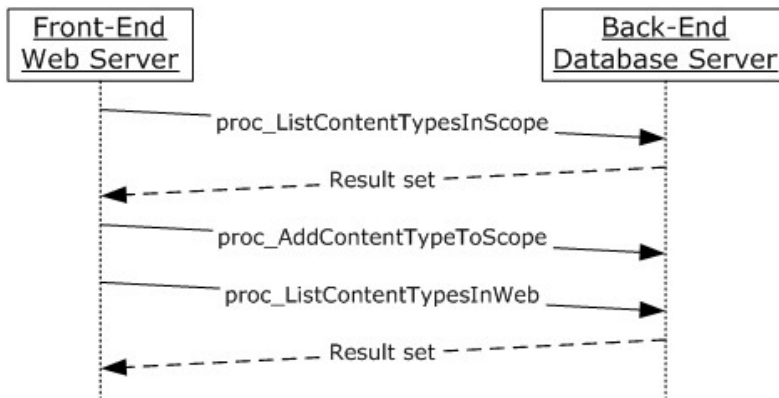 Front-End
Web Server
Back-End
Database Server
proc_ListContentTypesInScope
Result set
proc_AddContentTypeToScope
proc_ListContentTypesInWeb
Result set